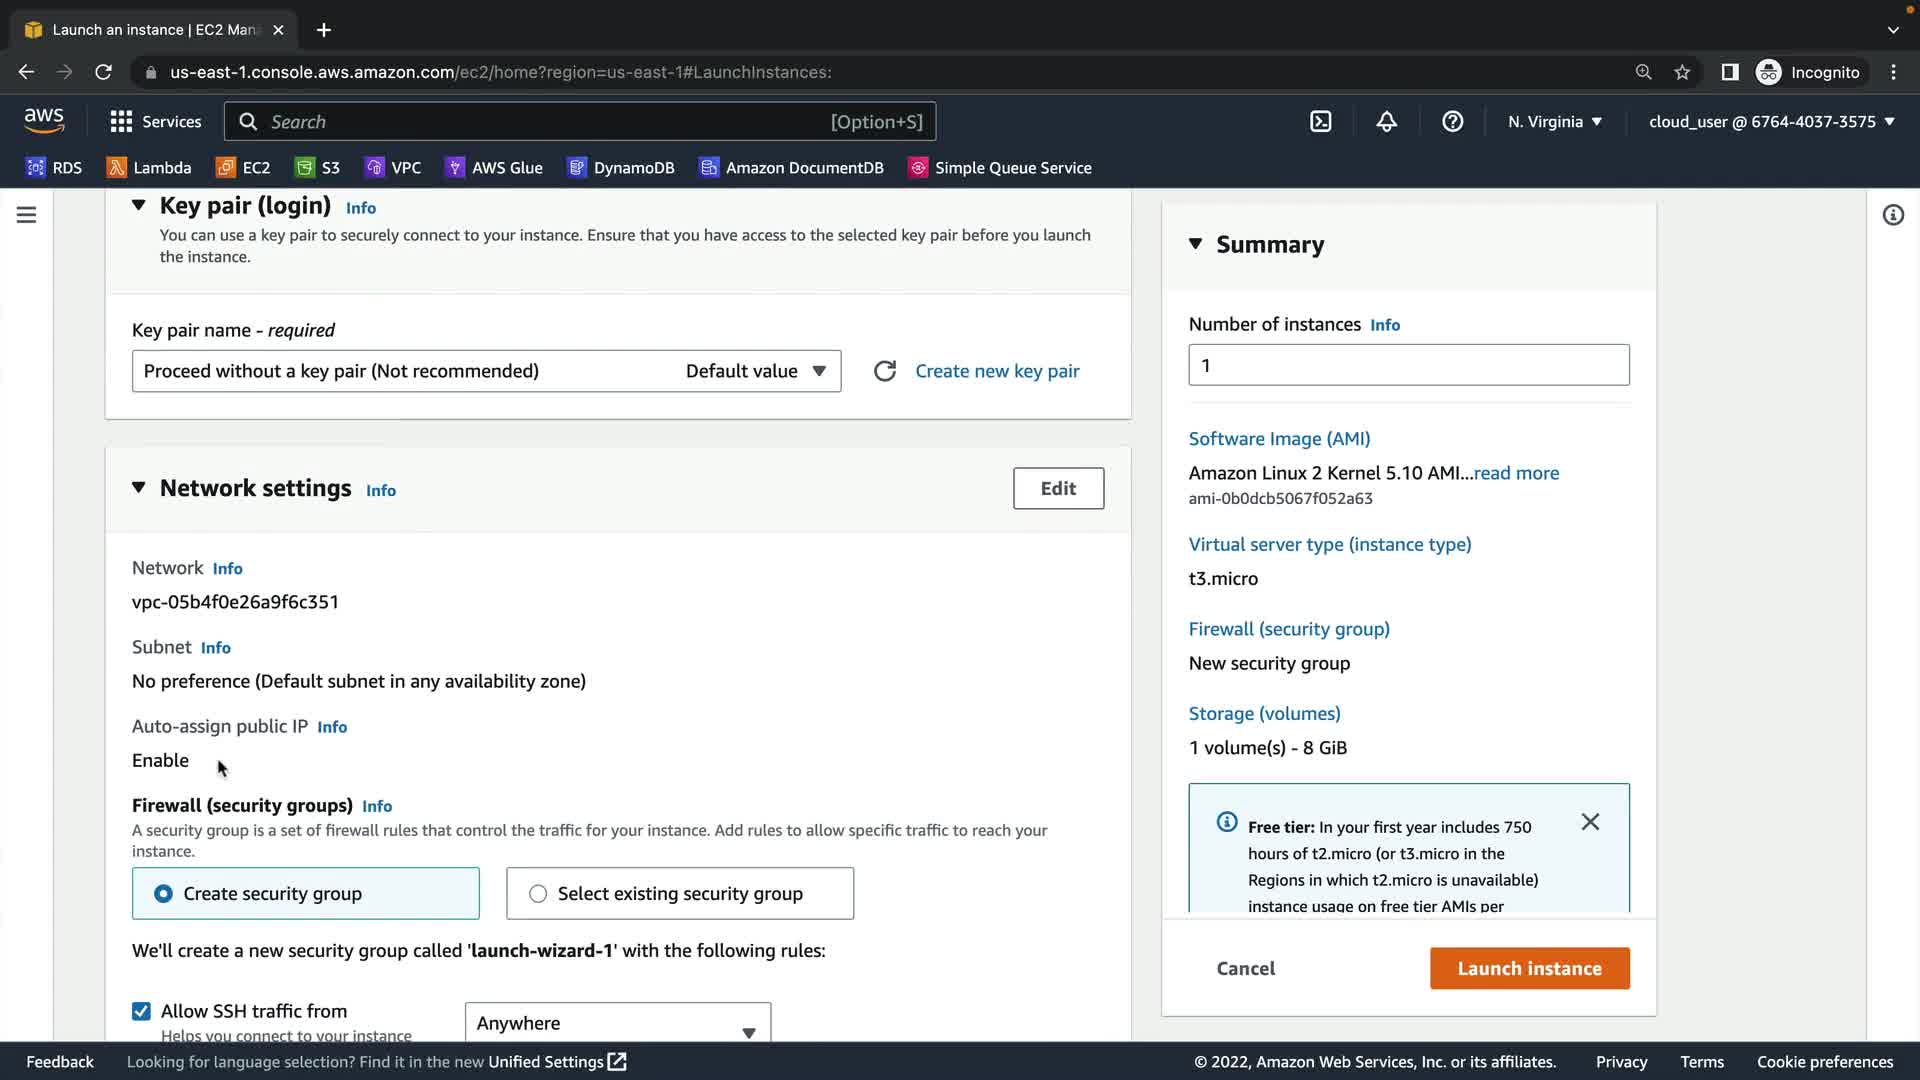 Launch an instance | EC2 Man
us-east-1.console.aws.amazon.com/ec2/home?region=us-east-1#LaunchInstances:
Incognito
aws
Services
Search
[Option+S]
N. Virginia
cloud_user @ 6764-4037-3575
RDS
Lambda
EC2
S3
VPC
AWS Glue
DynamoDB
Amazon DocumentDB
Simple Queue Service
Key pair (login) Info
You can use a key pair to securely connect to your instance. Ensure that you have access to the selected key pair before you launch
the instance.
Key pair name - required
Proceed without a key pair (Not recommended) Default value
Create new key pair
Network settings Info
Edit
Network Info
vpc-05b4f0e26a9f6c351
Subnet Info
No preference (Default subnet in any availability zone)
Auto-assign public IP Info
Enable
Firewall (security groups) Info
A security group is a set of firewall rules that control the traffic for your instance. Add rules to allow specific traffic to reach your
instance.
Create security group
Select existing security group
We'll create a new security group called 'launch-wizard-1' with the following rules:
Allow SSH traffic from
Helps you connect to your instance
Anywhere
Summary
Number of instances Info
1
Software Image (AMI)
Amazon Linux 2 Kernel 5.10 AMI...read more
ami-0b0dcb5067f052a63
Virtual server type (instance type)
t3.micro
Firewall (security group)
New security group
Storage (volumes)
1 volume(s) - 8 GiB
Free tier: In your first year includes 750
hours of t2.micro (or t3.micro in the
Regions in which t2.micro is unavailable)
instance usage on free tier AMIs per
Cancel
Launch instance
Feedback
Looking for language selection? Find it in the new Unified Settings
© 2022, Amazon Web Services, Inc. or its affiliates.
Privacy
Terms
Cookie preferences